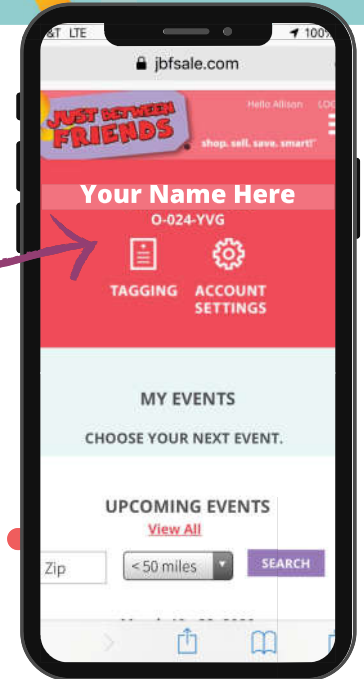 &T LTE
100%
jbfsale.com
Hello Allison LOG
JUST BETWEEN
FRIENDS
shop. sell. save. smart!
Your Name Here
O-024-YVG
TAGGING ACCOUNT
SETTINGS
MY EVENTS
CHOOSE YOUR NEXT EVENT.
UPCOMING EVENTS
View All
Zip
< 50 miles
SEARCH